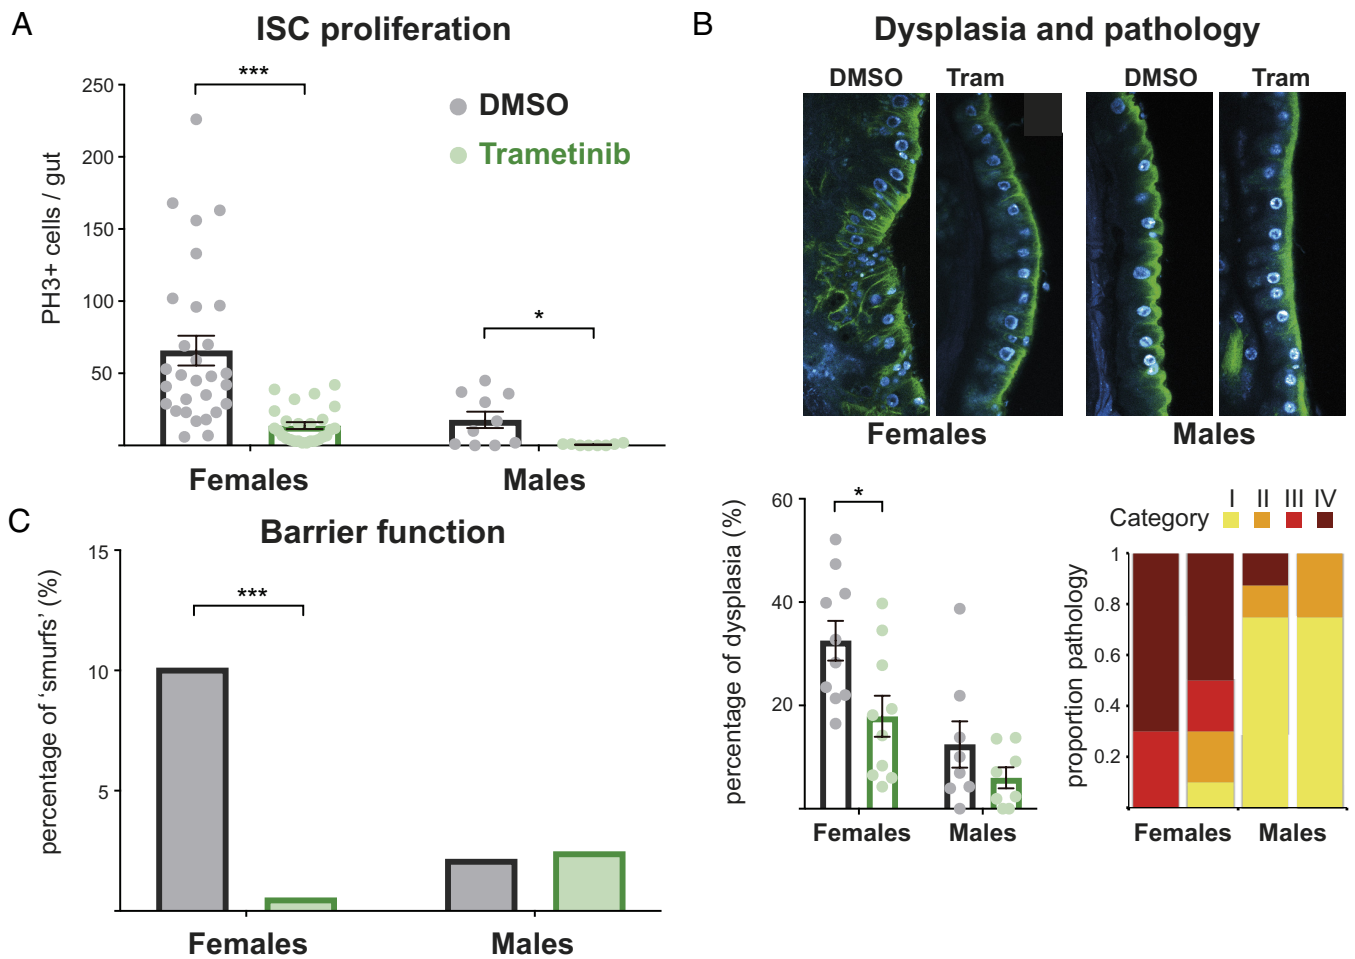 A
ISC proliferation
PH3+ cells / gut
250
200
150
100
50
***
*
DMSO
Trametinib
Females
Males
B
Dysplasia and pathology
DMSO
Tram
DMSO
Tram
Females
Males
percentage of dysplasia (%)
60
40
20
*
Females
Males
Category
I
II
III
IV
proportion pathology
1
0.8
0.6
0.4
0.2
Females
Males
C
Barrier function
percentage of ‘smurfs’ (%)
15
10
5
***
Females
Males